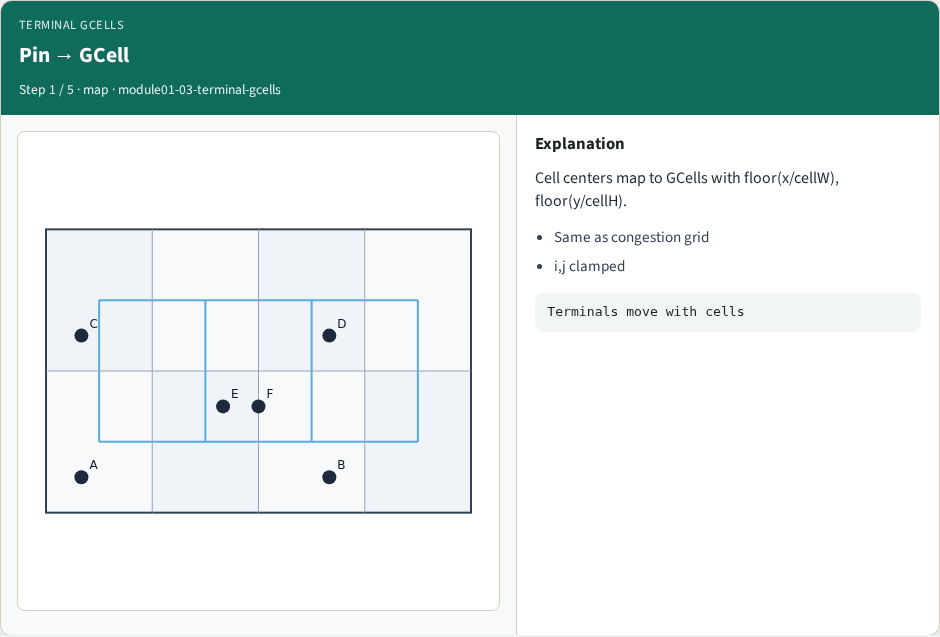 TERMINAL GCELLS
Pin → GCell
Step 1 / 5 · map · module01-03-terminal-gcells
C
D
E
F
A
B
Explanation
Cell centers map to GCells with floor(x/cellW),
floor(y/cellH).
• Same as congestion grid
• i,j clamped
Terminals move with cells